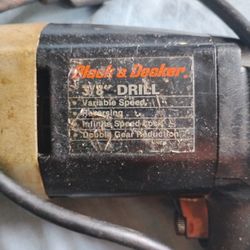 Black & Decker
3/8" DRILL
• Variable Speed
• Reversing
• Infinite Speed Lock
• Double Gear Reduction